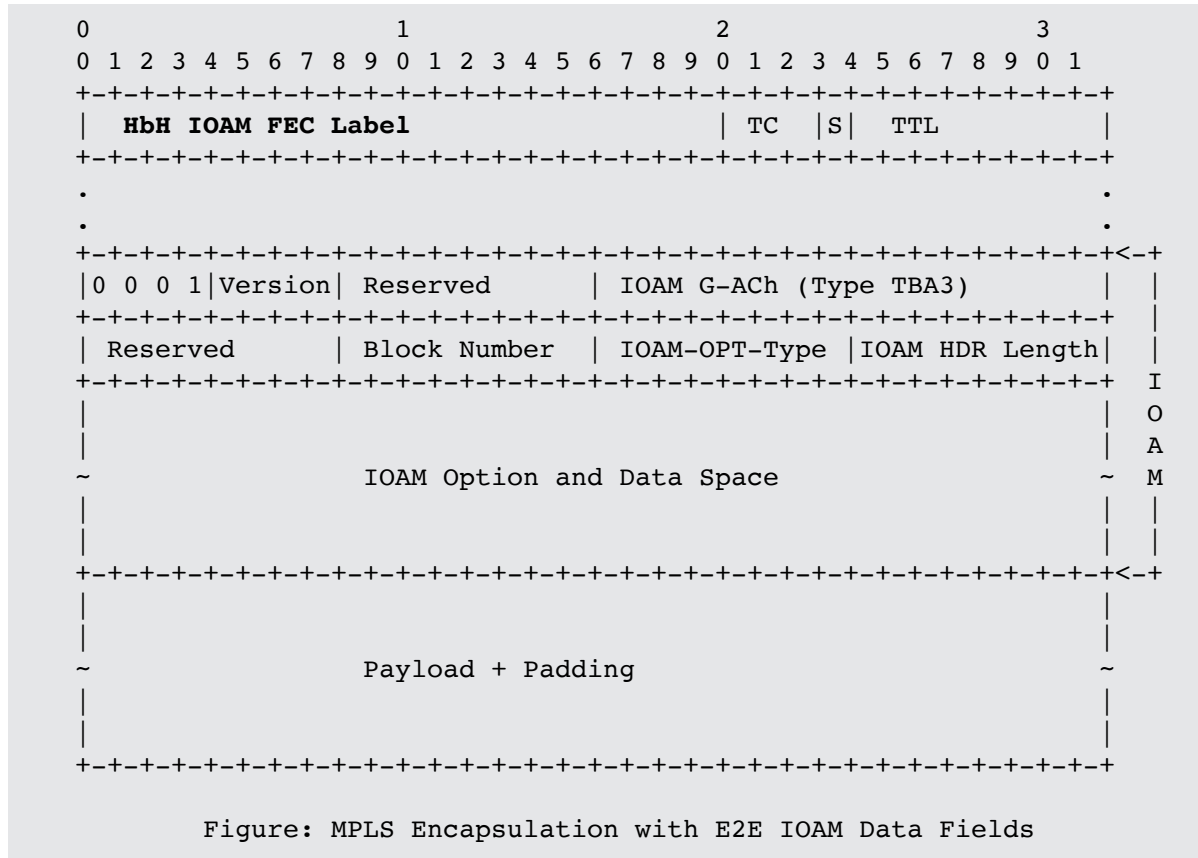 0                   1                   2                   3
0 1 2 3 4 5 6 7 8 9 0 1 2 3 4 5 6 7 8 9 0 1 2 3 4 5 6 7 8 9 0 1
+-+-+-+-+-+-+-+-+-+-+-+-+-+-+-+-+-+-+-+-+-+-+-+-+-+-+-+-+-+-+-+-+
|  HbH IOAM FEC Label                   | TC  |S|  TTL          |
+-+-+-+-+-+-+-+-+-+-+-+-+-+-+-+-+-+-+-+-+-+-+-+-+-+-+-+-+-+-+-+-+
.                                                               .
.                                                               .
+-+-+-+-+-+-+-+-+-+-+-+-+-+-+-+-+-+-+-+-+-+-+-+-+-+-+-+-+-+-+-+-+<-+
|0 0 0 1|Version| Reserved      | IOAM G-ACh (Type TBA3)        |  |
+-+-+-+-+-+-+-+-+-+-+-+-+-+-+-+-+-+-+-+-+-+-+-+-+-+-+-+-+-+-+-+-+  |
| Reserved      | Block Number  | IOAM-OPT-Type |IOAM HDR Length|  |
+-+-+-+-+-+-+-+-+-+-+-+-+-+-+-+-+-+-+-+-+-+-+-+-+-+-+-+-+-+-+-+-+  I
|                                                               |  O
|                                                               |  A
~                 IOAM Option and Data Space                    ~  M
|                                                               |  |
|                                                               |  |
+-+-+-+-+-+-+-+-+-+-+-+-+-+-+-+-+-+-+-+-+-+-+-+-+-+-+-+-+-+-+-+-+<-+
|                                                               |
|                                                               |
~                 Payload + Padding                             ~
|                                                               |
|                                                               |
+-+-+-+-+-+-+-+-+-+-+-+-+-+-+-+-+-+-+-+-+-+-+-+-+-+-+-+-+-+-+-+-+
Figure: MPLS Encapsulation with E2E IOAM Data Fields